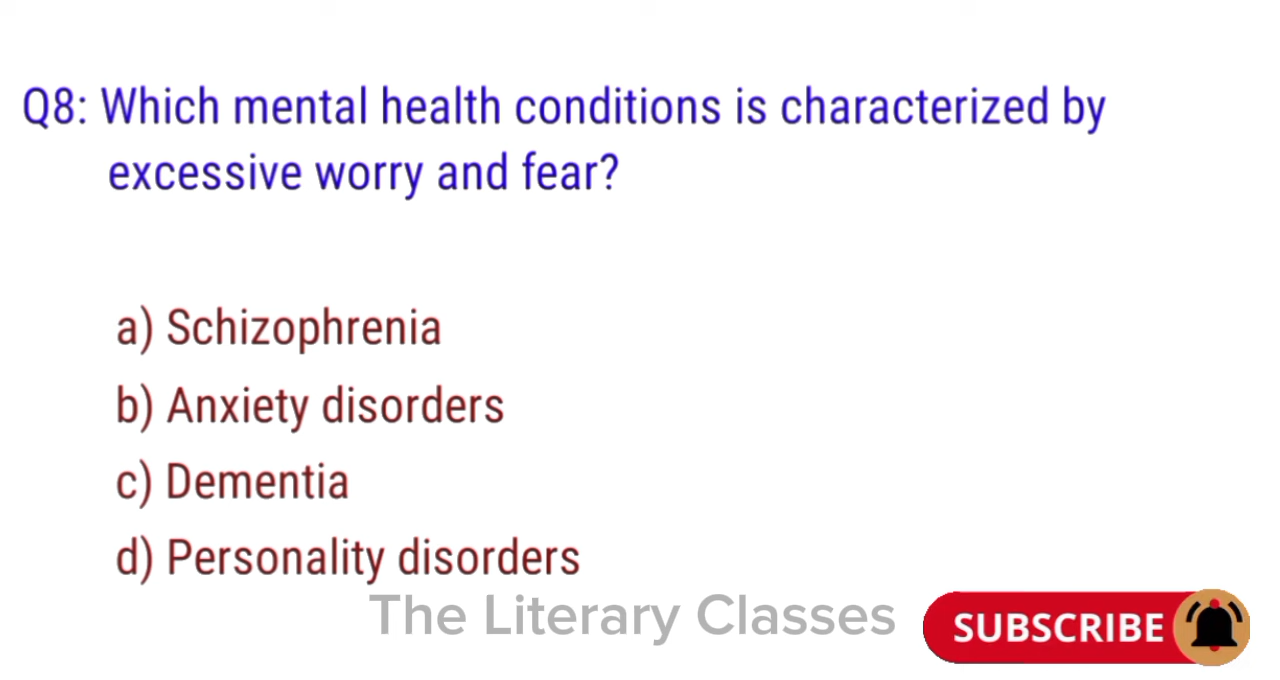 Q8: Which mental health conditions is characterized by
excessive worry and fear?
a) Schizophrenia
b) Anxiety disorders
c) Dementia
d) Personality disorders
The Literary Classes
SUBSCRIBE